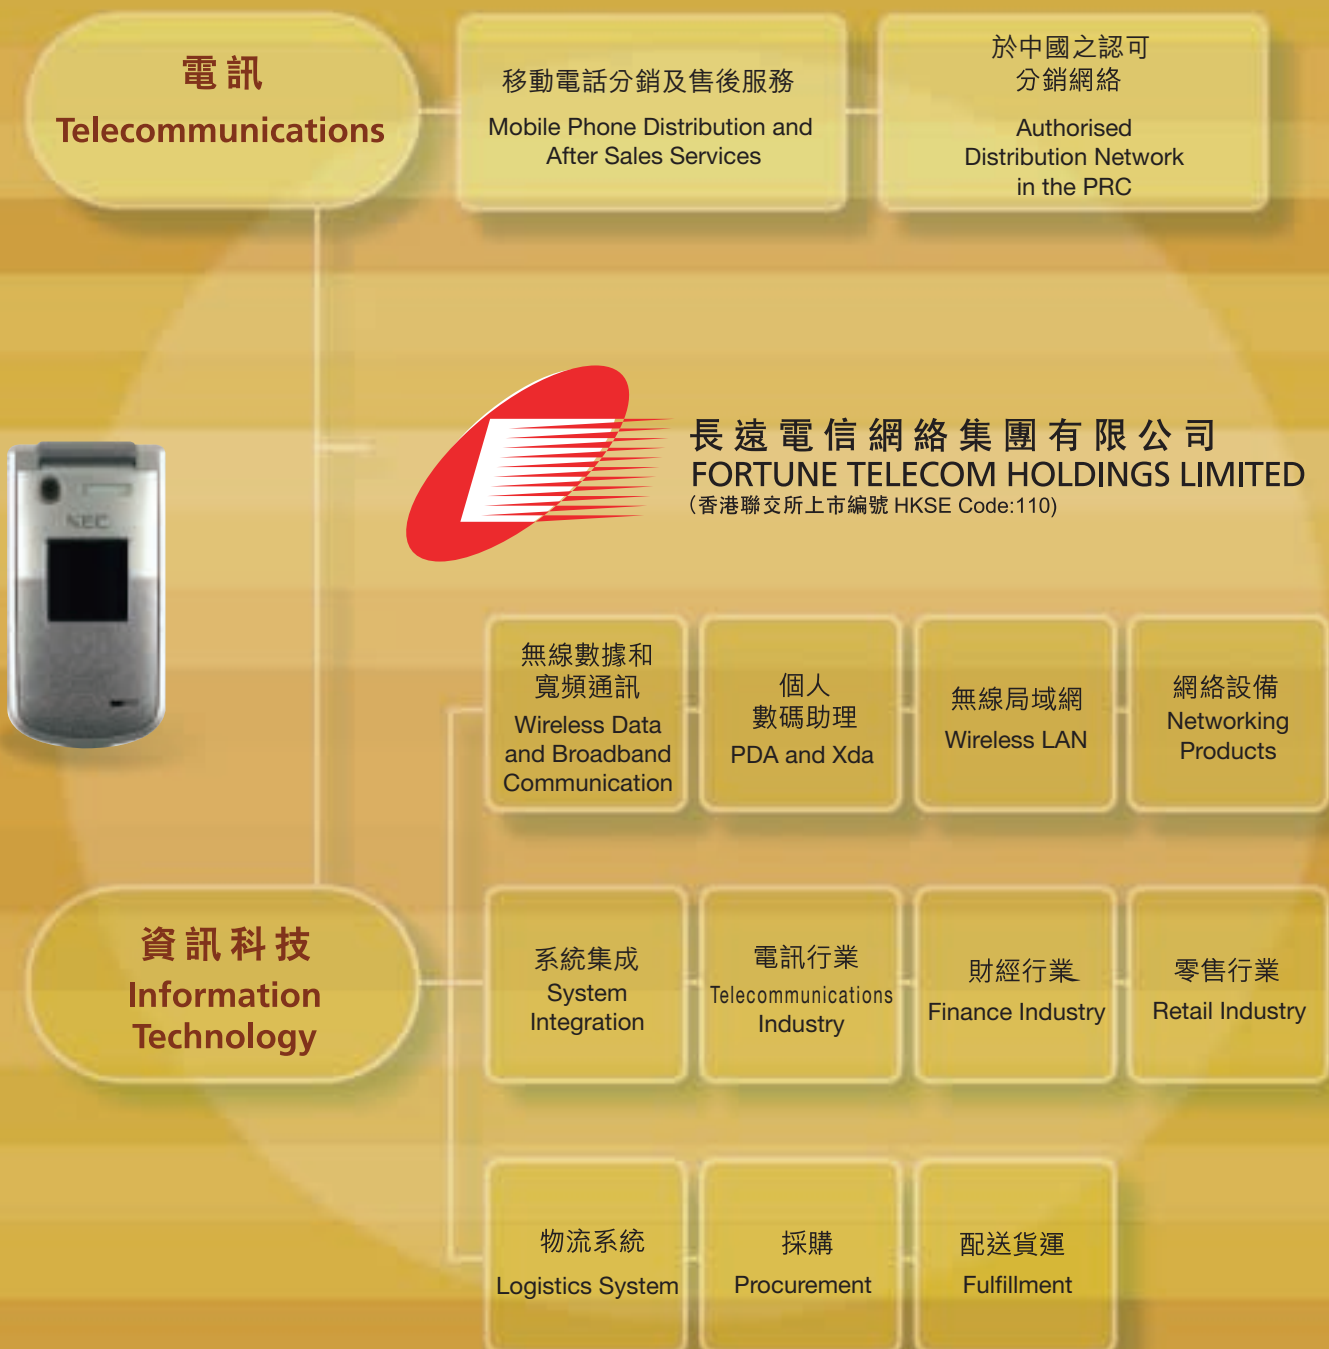 電訊
Telecommunications
移動電話分銷及售後服務
Mobile Phone Distribution and
After Sales Services
於中國之認可
分銷網絡
Authorised
Distribution Network
in the PRC
長遠電信網絡集團有限公司
FORTUNE TELECOM HOLDINGS LIMITED
(香港聯交所上市編號 HKSE Code:110)
NEC
無線數據和
寬頻通訊
Wireless Data
and Broadband
Communication
個人
數碼助理
PDA and Xda
無線局域網
Wireless LAN
網絡設備
Networking
Products
資訊科技
Information
Technology
系統集成
System
Integration
電訊行業
Telecommunications
Industry
財經行業
Finance Industry
零售行業
Retail Industry
物流系統
Logistics System
採購
Procurement
配送貨運
Fulfillment